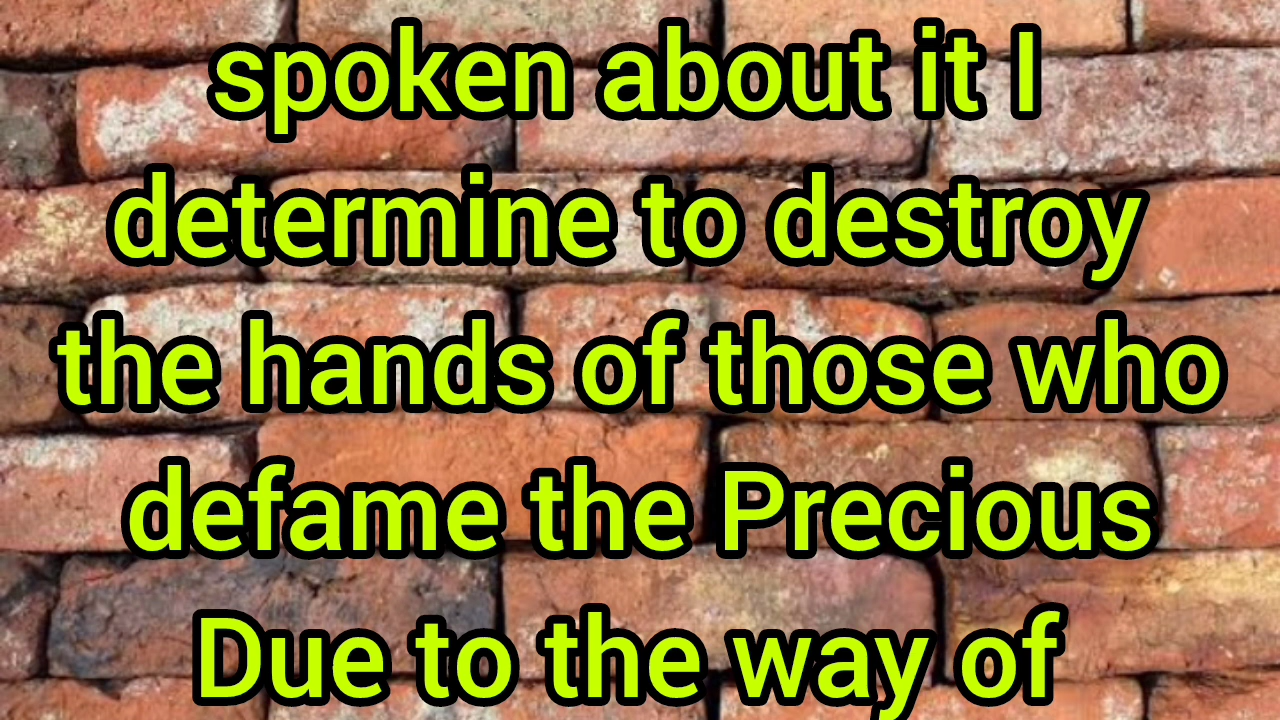 spoken about it I
determine to destroy
the hands of those who
defame the Precious
Due to the way of